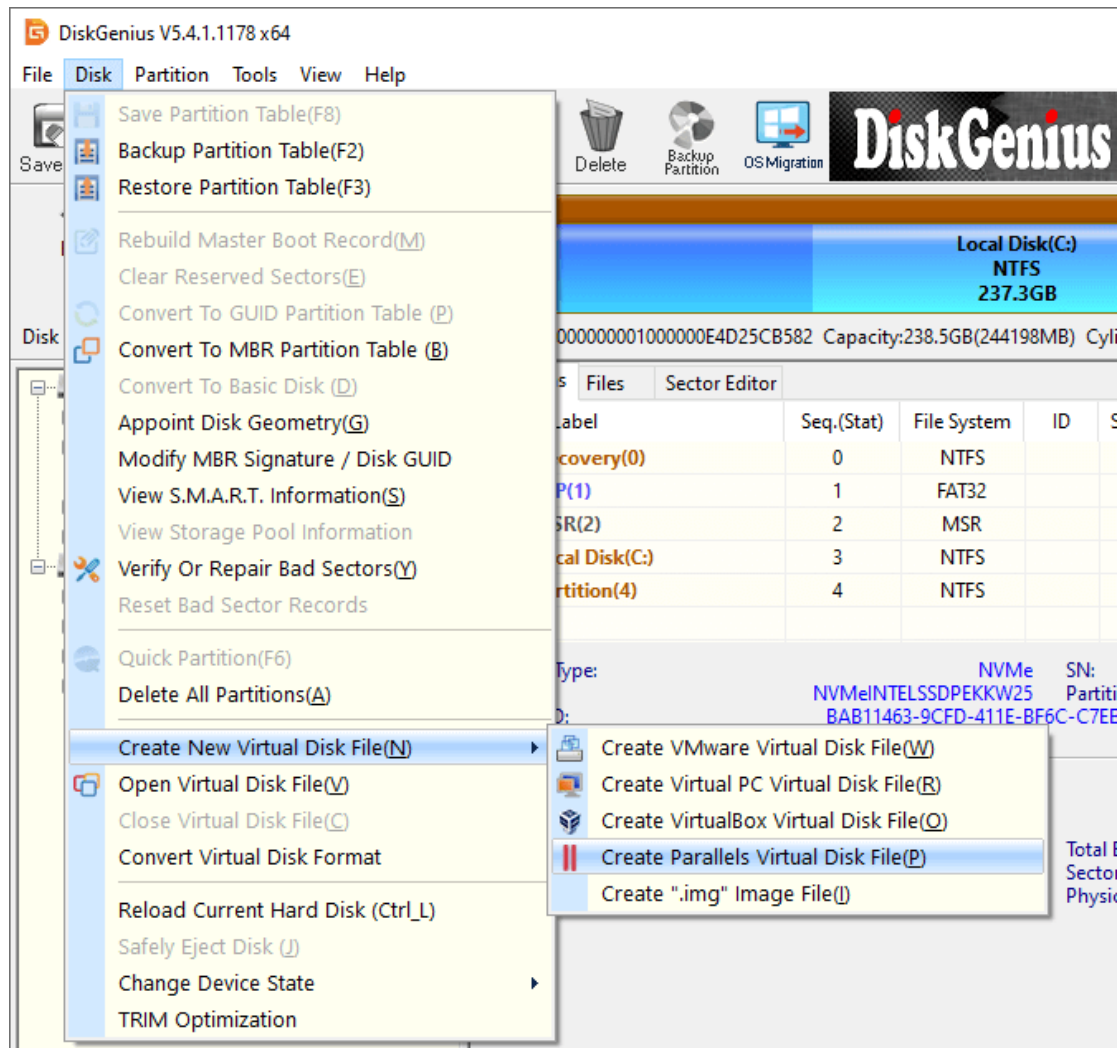 DiskGenius V5.4.1.1178 x64
File Disk Partition Tools View Help
Save
Delete
Backup
Partition
OS Migration
DiskGenius
Save Partition Table(F8)
Backup Partition Table(F2)
Restore Partition Table(F3)
Rebuild Master Boot Record(M)
Clear Reserved Sectors(E)
Convert To GUID Partition Table (P)
Convert To MBR Partition Table (B)
Convert To Basic Disk (D)
Appoint Disk Geometry(G)
Modify MBR Signature / Disk GUID
View S.M.A.R.T. Information(S)
View Storage Pool Information
Verify Or Repair Bad Sectors(Y)
Reset Bad Sector Records
Quick Partition(F6)
Delete All Partitions(A)
Create New Virtual Disk File(N)
Open Virtual Disk File(V)
Close Virtual Disk File(C)
Convert Virtual Disk Format
Reload Current Hard Disk (Ctrl_L)
Safely Eject Disk (J)
Change Device State
TRIM Optimization
Create VMware Virtual Disk File(W)
Create Virtual PC Virtual Disk File(R)
Create VirtualBox Virtual Disk File(O)
Create Parallels Virtual Disk File(P)
Create ".img" Image File(I)
Local Disk(C:)
NTFS
237.3GB
Disk
000000001000000E4D25CB582 Capacity:238.5GB(244198MB) Cyli
s Files Sector Editor
Label Seq.(Stat) File System ID S
covery(0) 0 NTFS
P(1) 1 FAT32
SR(2) 2 MSR
cal Disk(C:) 3 NTFS
rtition(4) 4 NTFS
Type: NVMe SN:
NVMeINTELSSDPEKKW25 Partiti
D: BAB11463-9CFD-411E-BF6C-C7EB
Total B
Sector
Physic